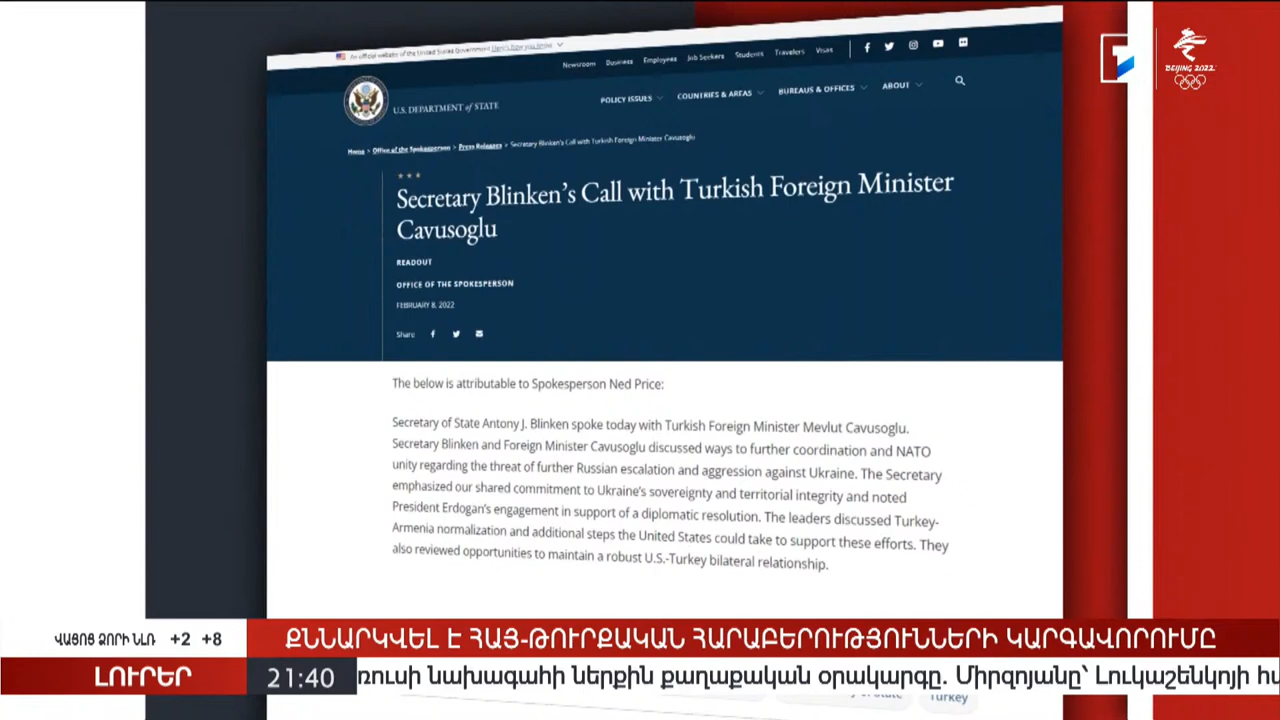 An official website of the United States Government Here's how you know
Newsroom Business Employees Job Seekers Students Travelers Visas
BEIJING 2022
U.S. DEPARTMENT of STATE
POLICY ISSUES COUNTRIES & AREAS BUREAUS & OFFICES ABOUT
Home > Office of the Spokesperson > Press Releases > Secretary Blinken's Call with Turkish Foreign Minister Cavusoglu
Secretary Blinken's Call with Turkish Foreign Minister
Cavusoglu
READOUT
OFFICE OF THE SPOKESPERSON
FEBRUARY 8, 2022
Share
The below is attributable to Spokesperson Ned Price:
Secretary of State Antony J. Blinken spoke today with Turkish Foreign Minister Mevlut Cavusoglu.
Secretary Blinken and Foreign Minister Cavusoglu discussed ways to further coordination and NATO
unity regarding the threat of further Russian escalation and aggression against Ukraine. The Secretary
emphasized our shared commitment to Ukraine's sovereignty and territorial integrity and noted
President Erdogan's engagement in support of a diplomatic resolution. The leaders discussed Turkey-
Armenia normalization and additional steps the United States could take to support these efforts. They
also reviewed opportunities to maintain a robust U.S.-Turkey bilateral relationship.
ՎԱՅՈՑ ՁՈՐԻ ՆԼՌ +2 +8
ՔՆՆԱՐԿՎԵԼ Է ՀԱՅ-ԹՈՒՐՔԱԿԱՆ ՀԱՐԱԲԵՐՈՒԹՅՈՒՆՆԵՐԻ ԿԱՐԳԱՎՈՐՈՒՄԸ
ԼՈՒՐԵՐ 21:40 ռուսի նախագահի ներքին քաղաքական օրակարգը. Միրզոյանը՝ Լուկաշենկոյի հ
Turkey